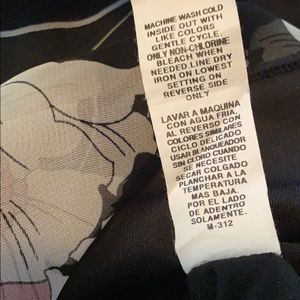 MACHINE WASH COLD
INSIDE OUT WITH
LIKE COLORS
GENTLE CYCLE.
ONLY NON-CHLORINE
BLEACH WHEN
NEEDED.LINE DRY
IRON ON LOWEST
SETTING ON
REVERSE SIDE
ONLY
LAVAR A MAQUINA
CON AGUA FRIA,
AL REVERSO CON
COLORES SIMILARES
CICLO DELICADO
USAR BLANQUEADOR
SIN CLORO CUANDO
SE NECESITE
SECAR COLGADO
PLANCHAR A LA
TEMPERATURA
MAS BAJA.
POR EL LADO
DE ADENTRO
SOLAMENTE.
M-312